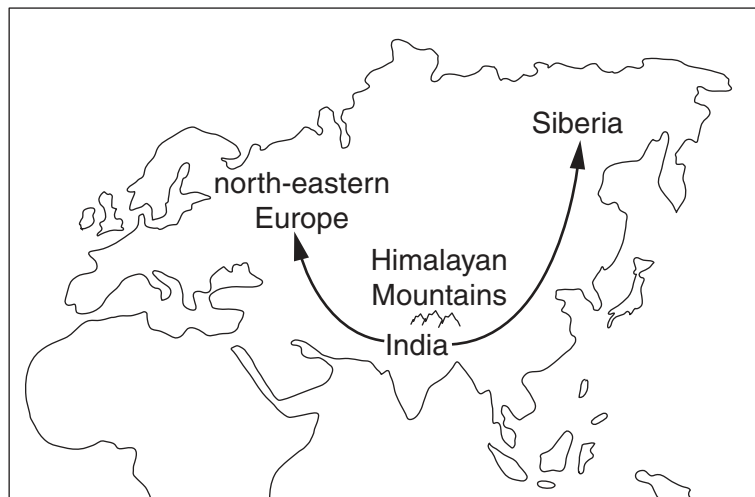 Siberia
north-eastern
Europe
Himalayan
Mountains
India